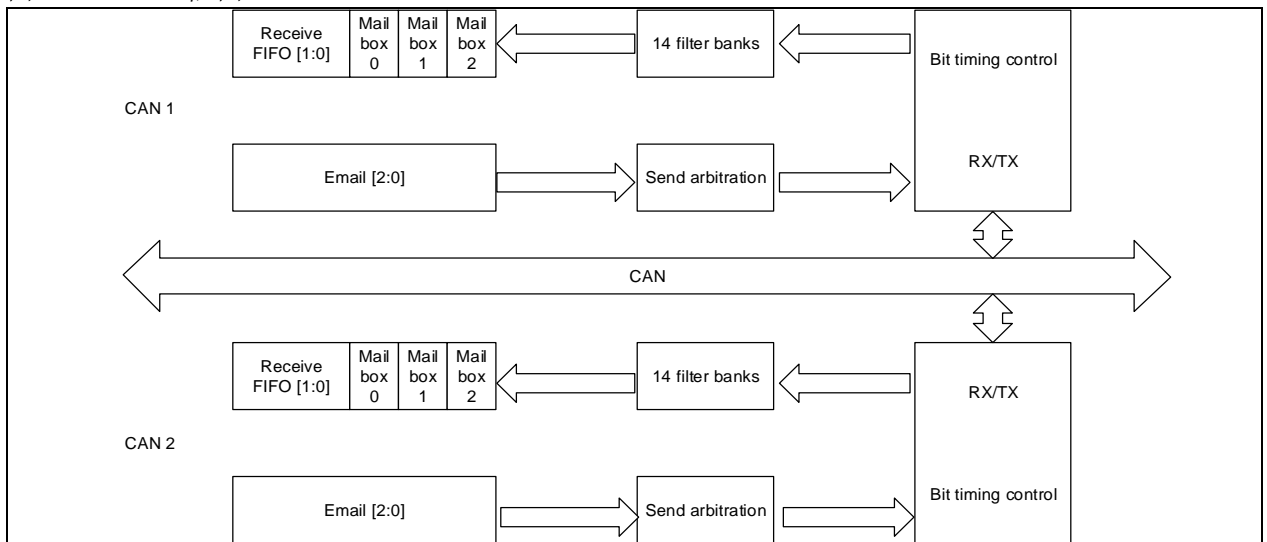 Receive
FIFO [1:0]
Mail
box
0
Mail
box
1
Mail
box
2
14 filter banks
Bit timing control
CAN 1
RX/TX
Email [2:0]
Send arbitration
CAN
Receive
FIFO [1:0]
Mail
box
0
Mail
box
1
Mail
box
2
14 filter banks
RX/TX
CAN 2
Email [2:0]
Send arbitration
Bit timing control